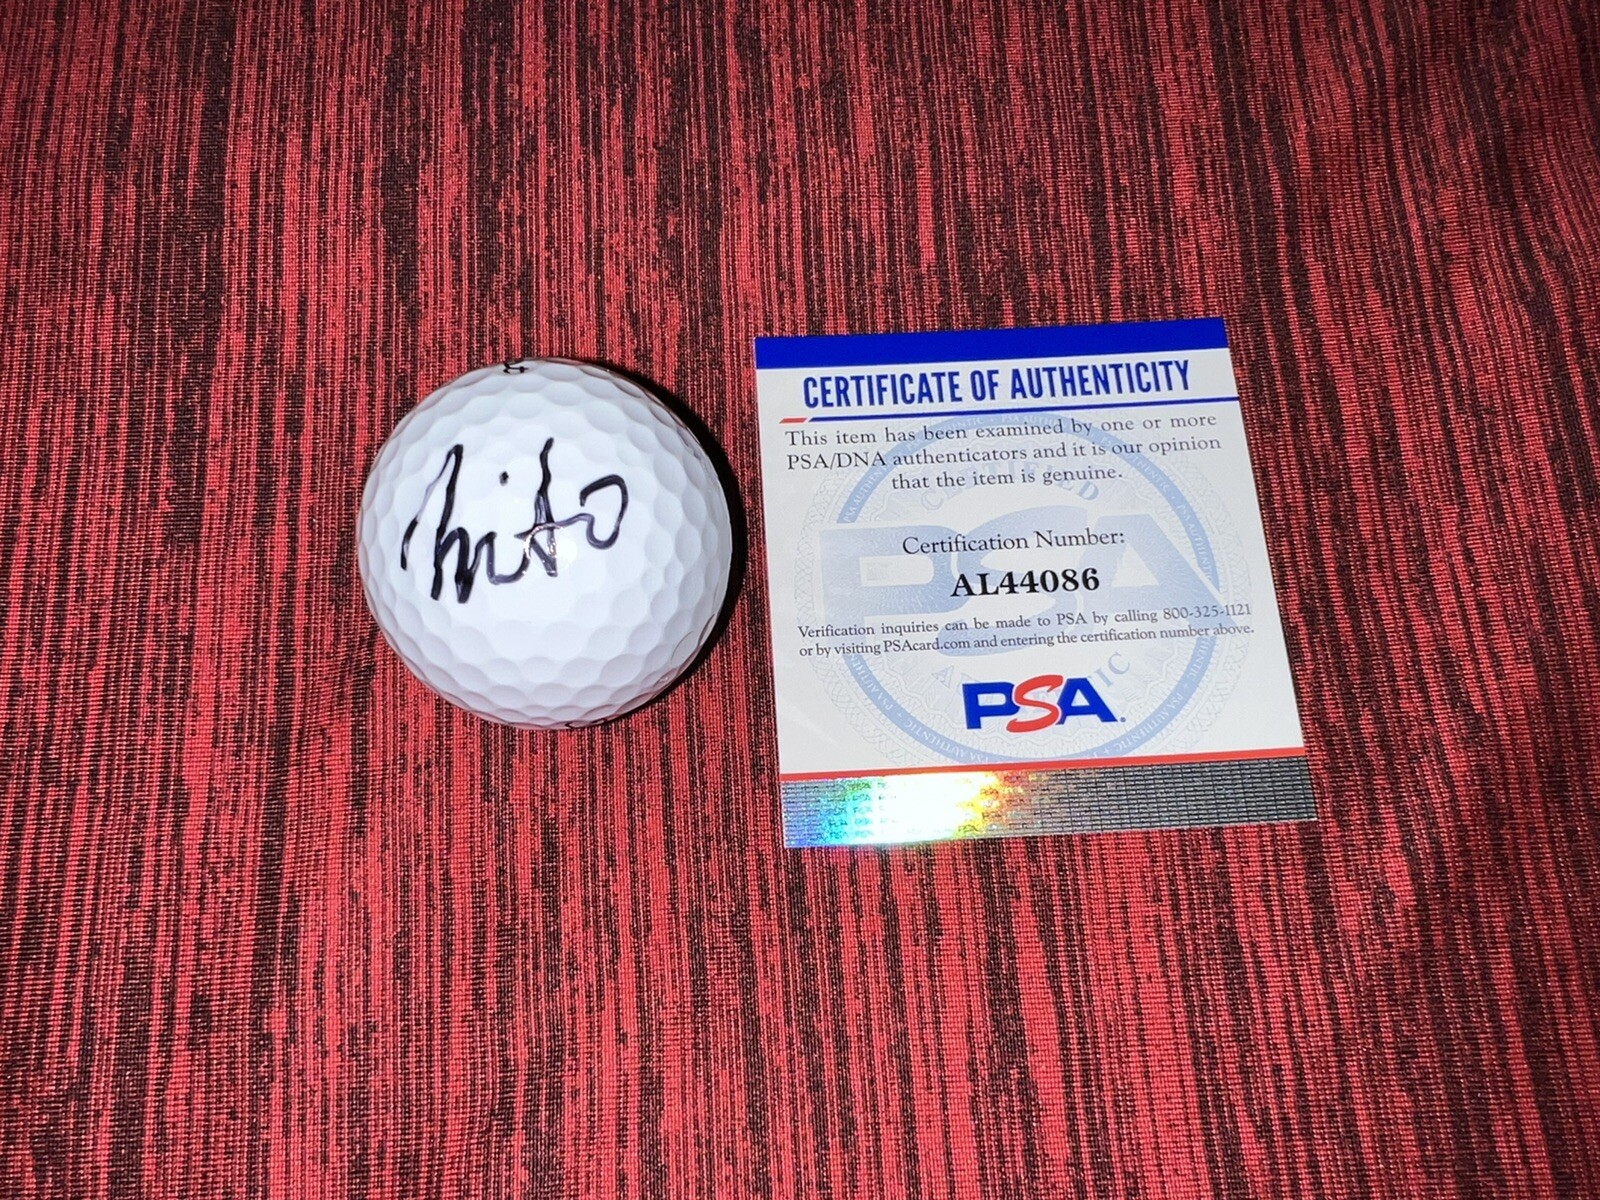 Mito
CERTIFICATE OF AUTHENTICITY
This item has been examined by one or more
PSA/DNA authenticators and it is our opinion
that the item is genuine.
Certification Number:
AL44086
Verification inquiries can be made to PSA by calling 800-325-1121
or by visiting PSAcard.com and entering the certification number above.
PSA